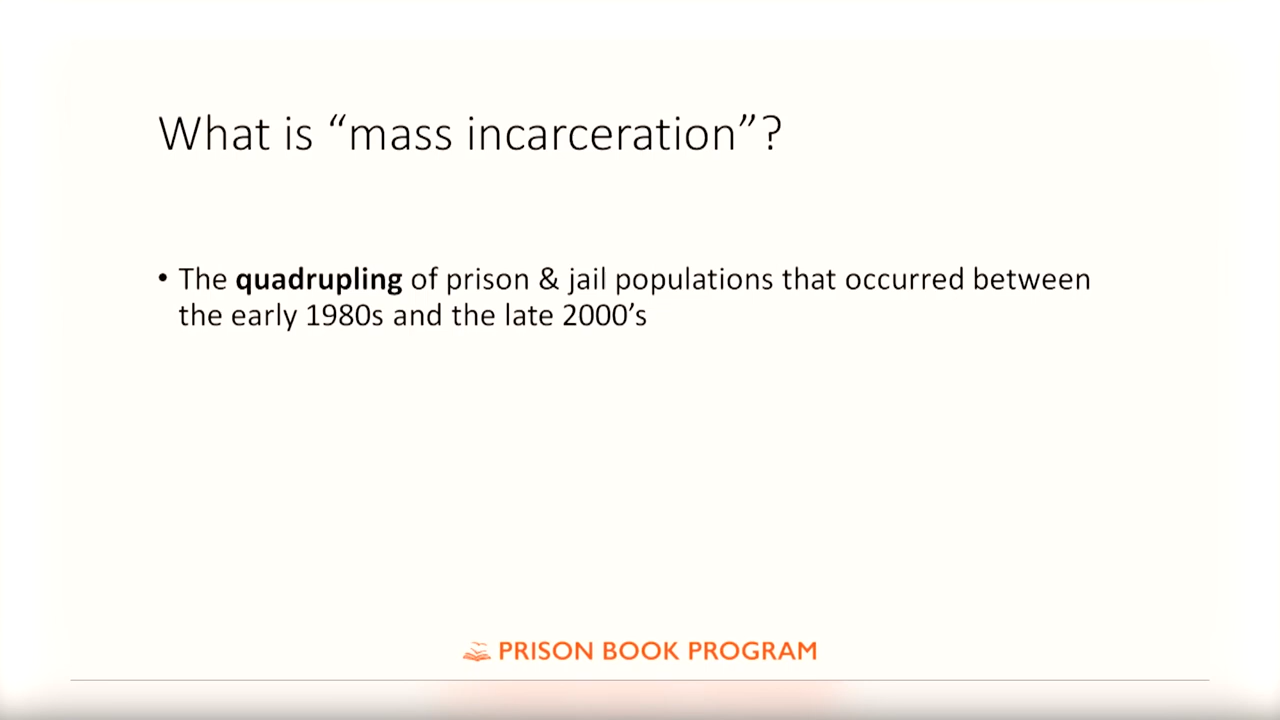 What is “mass incarceration”?
• The quadrupling of prison & jail populations that occurred between
the early 1980s and the late 2000’s
PRISON BOOK PROGRAM